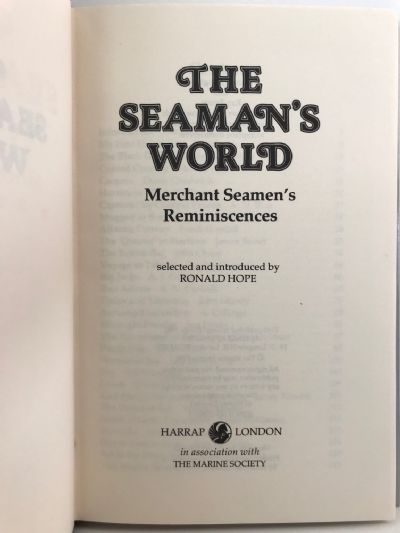 THE
SEAMAN'S
WORLD
Merchant Seamen's
Reminiscences
selected and introduced by
RONALD HOPE
HARRAP LONDON
in association with
THE MARINE SOCIETY